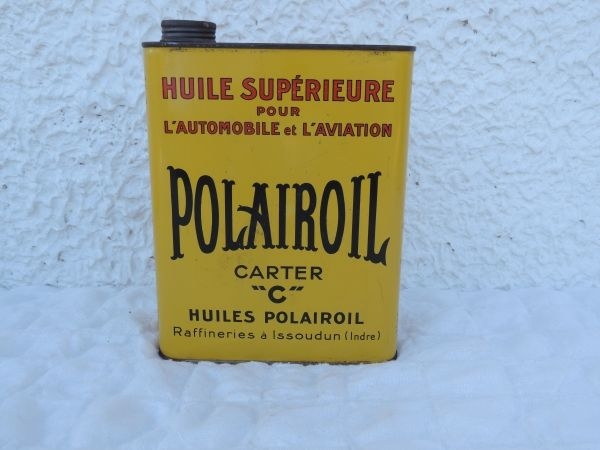 HUILE SUPÉRIEURE
POUR
L'AUTOMOBILE et L'AVIATION
POLAIROIL
CARTER
"C"
HUILES POLAIROIL
Raffineries à Issoudun (Indre)